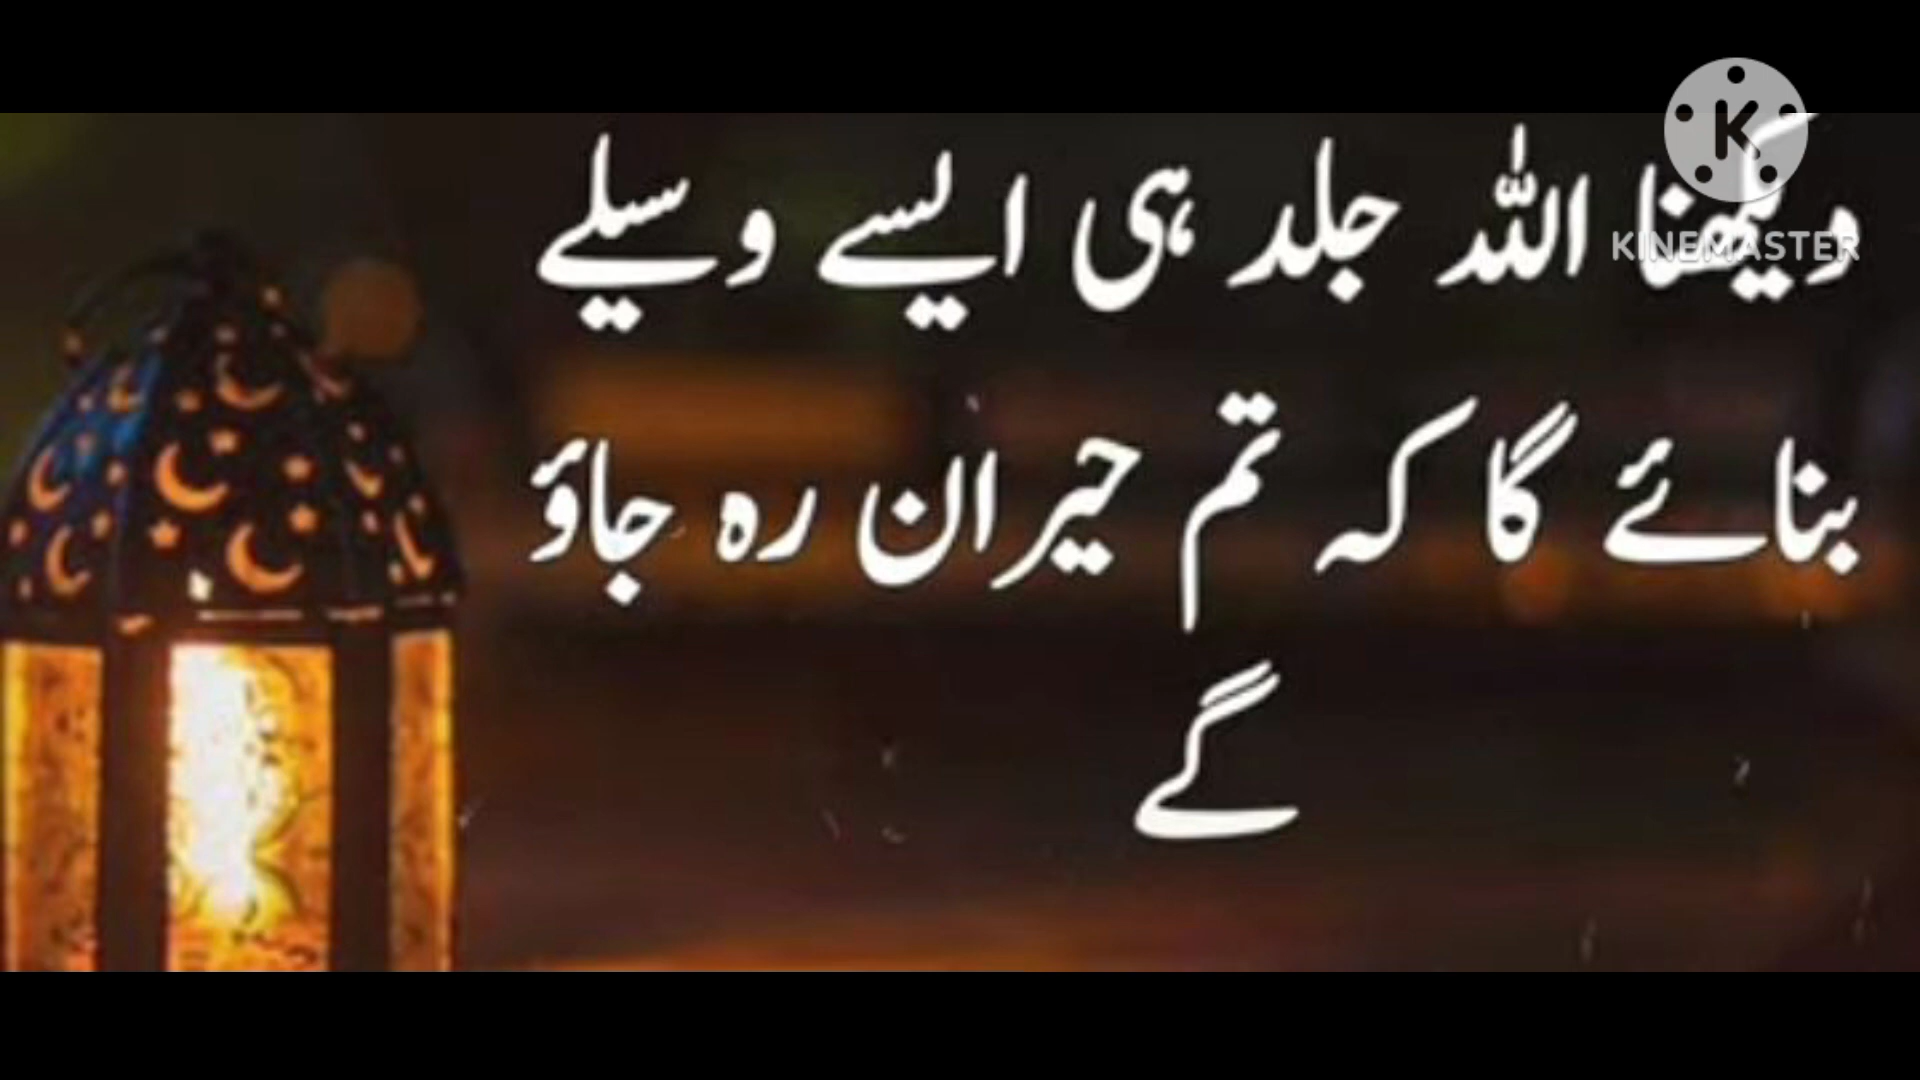 دیکھنا اللہ جلد ہی ایسے وسیلے
بنائے گا کہ تم حیران رہ جاؤ
گے
K
KINEMASTER